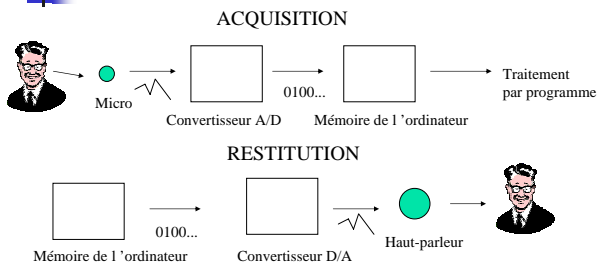 ACQUISITION
Micro
Convertisseur A/D
0100...
Mémoire de l 'ordinateur
Traitement
par programme
RESTITUTION
Mémoire de l 'ordinateur
0100...
Convertisseur D/A
Haut-parleur